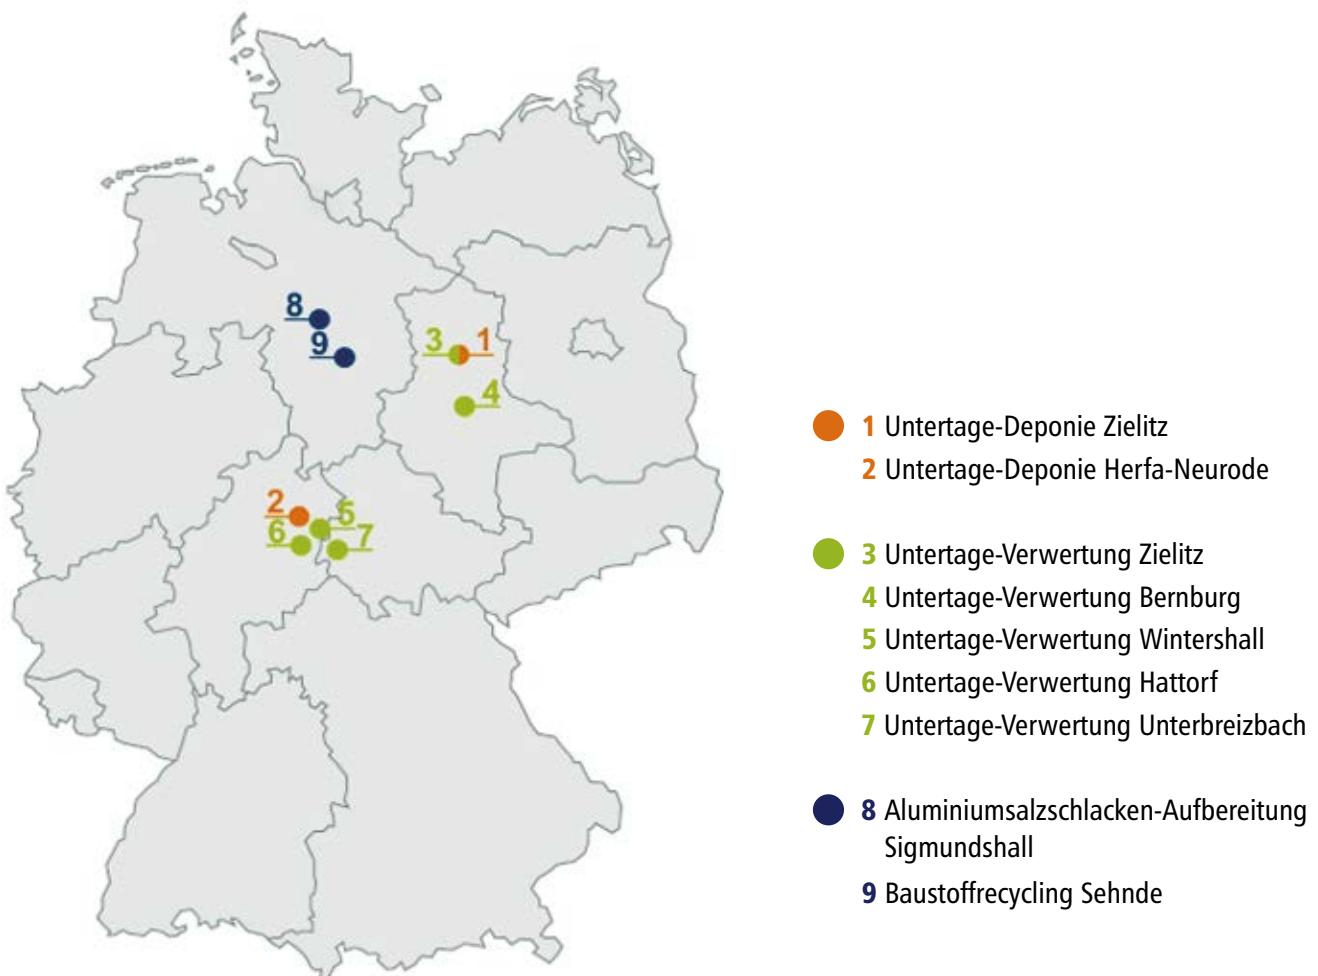 8
9
3 1
4
2
5
6
7
1 Untertage-Deponie Zielitz
2 Untertage-Deponie Herfa-Neurode
3 Untertage-Verwertung Zielitz
4 Untertage-Verwertung Bernburg
5 Untertage-Verwertung Wintershall
6 Untertage-Verwertung Hattorf
7 Untertage-Verwertung Unterbreizbach
8 Aluminiumsalzschlacken-Aufbereitung
Sigmundshall
9 Baustoffrecycling Sehnde